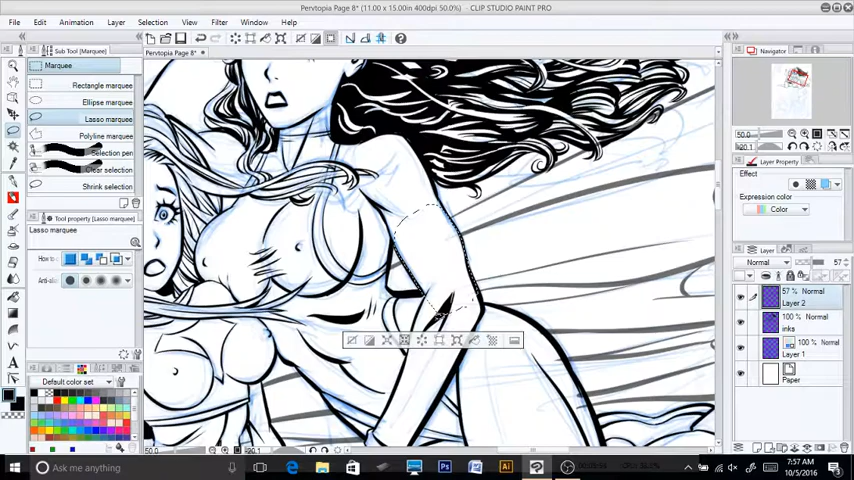 Pervtopia Page 8* (11.00 x 15.00in 400dpi 50.0%) - CLIP STUDIO PAINT PRO
File Edit Animation Layer Selection View Filter Window Help
Pervtopia Page 8*
Sub Tool [Marquee]
Marquee
Rectangle marquee
Ellipse marquee
Lasso marquee
Polyline marquee
Selection pen
Clear selection
Shrink selection
Tool property [Lasso marquee]
Lasso marquee
How to
Anti-ali
Default color set
50.0
Navigator
50.0
Layer Property
Effect
Expression color
Color
Layer
Normal
57
57 % Normal
Layer 2
100 % Normal
inks
100 % Normal
Layer 1
Paper
Ask me anything
7:57 AM
10/5/2016